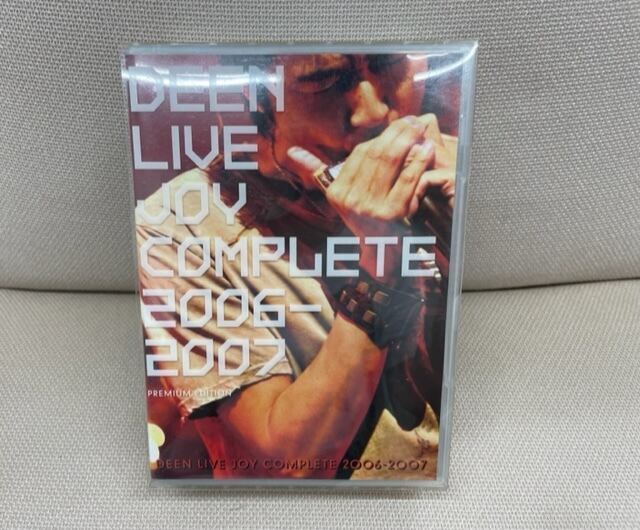 DEEN
LIVE
JOY
COMPLETE
2006-
2007
PREMIUM EDITION
DEEN LIVE JOY COMPLETE 2006-2007